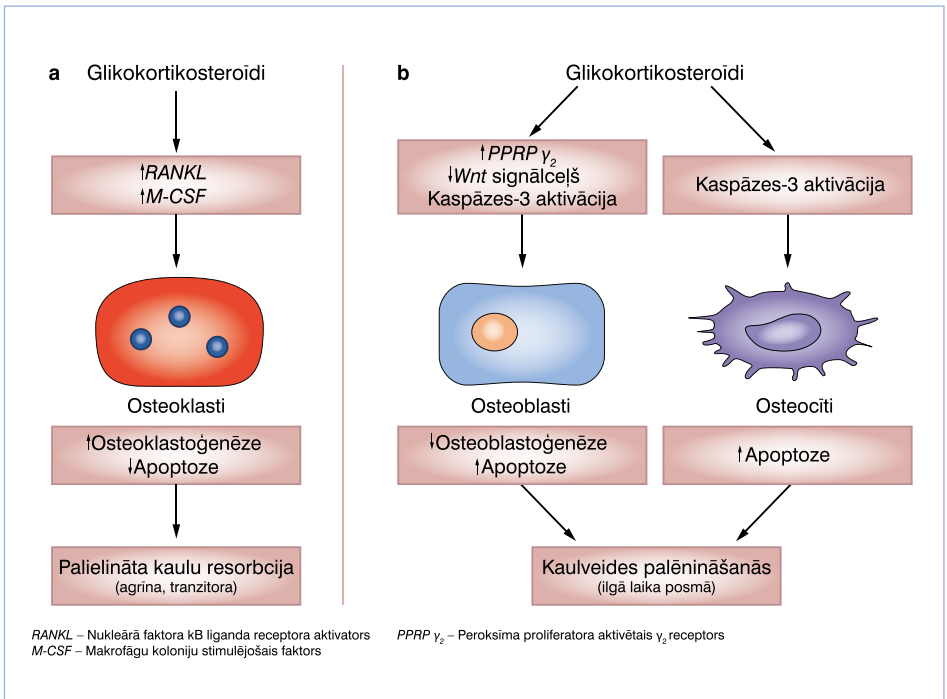 a Glikokortikosteroīdi
↑RANKL
↑M-CSF
Osteoklasti
↑Osteoklastoģenēze
↓Apoptoze
Palielināta kaulu resorbcija
(agrīna, tranzitora)
b Glikokortikosteroīdi
↑PPRP γ₂
↓Wnt signālceļš
Kaspāzes-3 aktivācija
Kaspāzes-3 aktivācija
Osteoblasti
Osteocīti
↓Osteoblastoģenēze
↑Apoptoze
↑Apoptoze
Kaulveides palēnināšanās
(ilgā laika posmā)
RANKL – Nukleārā faktora kB liganda receptora aktivators
M-CSF – Makrofāgu koloniju stimulējošais faktors
PPRP γ₂ – Peroksīma proliferatora aktivētais γ₂ receptors